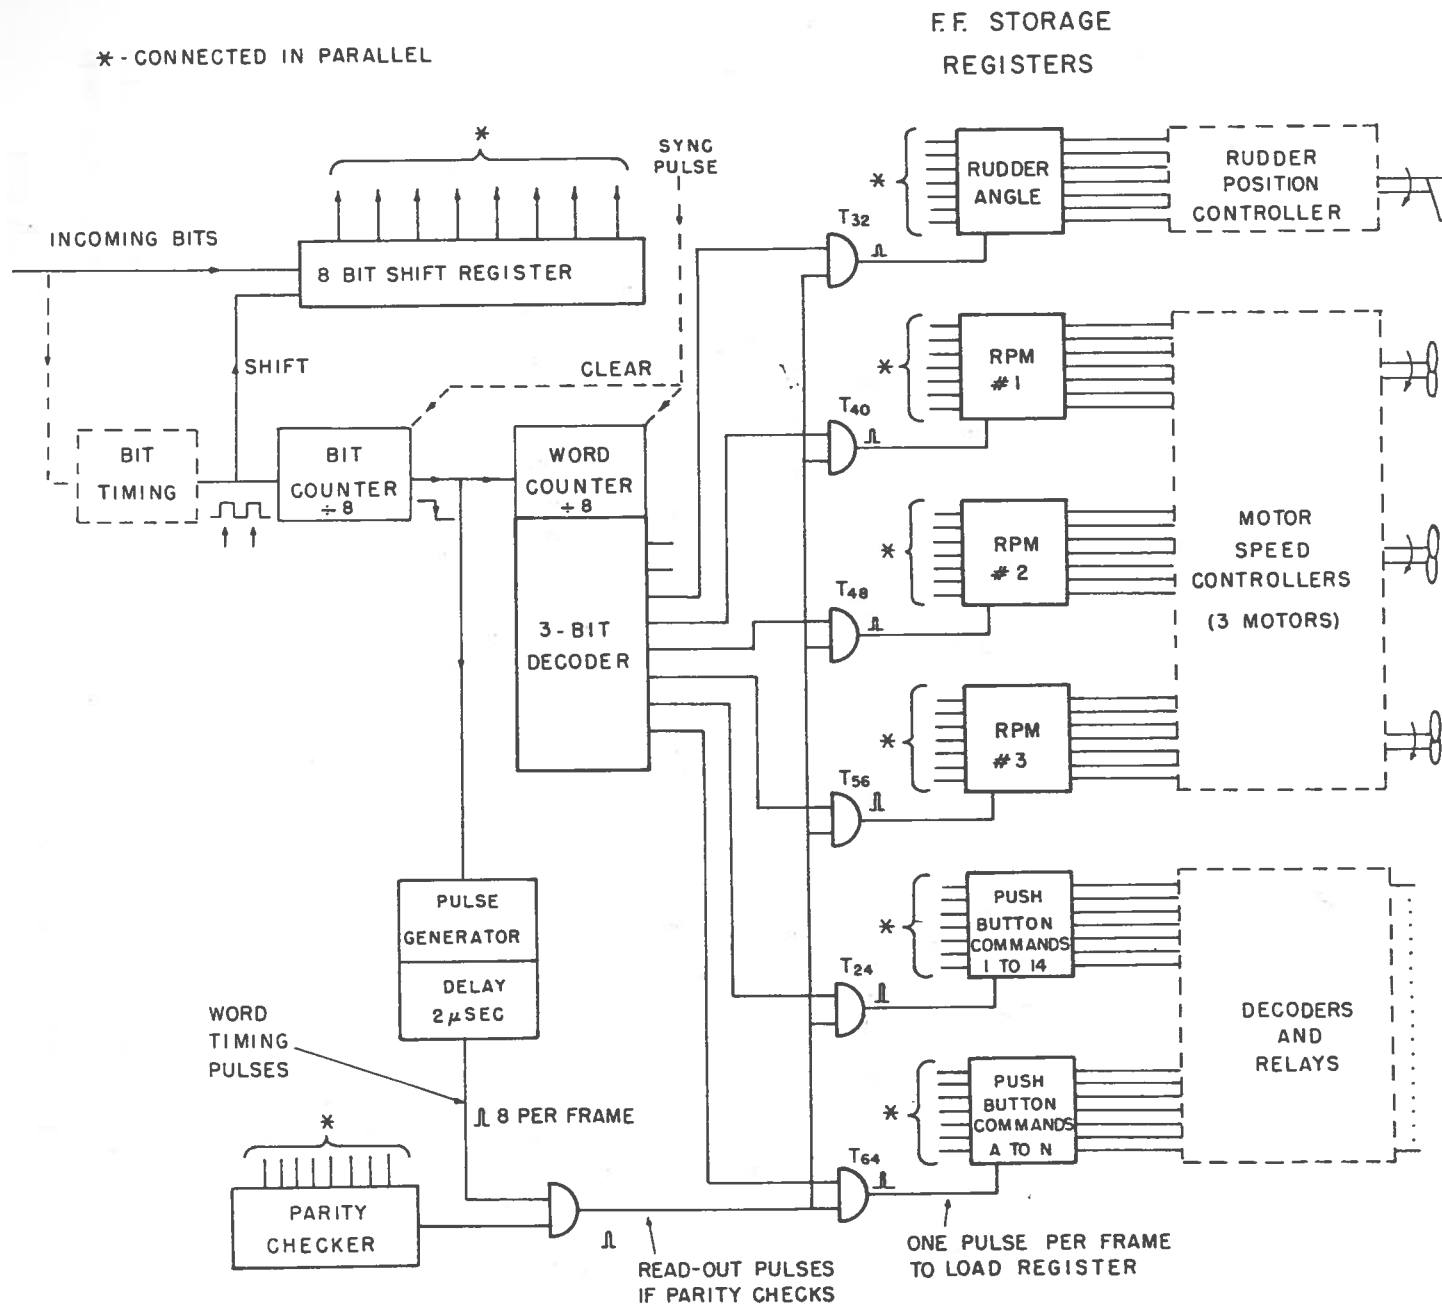 F.F. STORAGE
REGISTERS
* - CONNECTED IN PARALLEL
*
SYNC
PULSE
INCOMING BITS
8 BIT SHIFT REGISTER
SHIFT
CLEAR
BIT
TIMING
BIT
COUNTER
÷8
WORD
COUNTER
÷8
3-BIT
DECODER
T32
*
RUDDER
ANGLE
RUDDER
POSITION
CONTROLLER
T40
*
RPM
#1
T48
*
RPM
#2
MOTOR
SPEED
CONTROLLERS
(3 MOTORS)
T56
*
RPM
#3
PULSE
GENERATOR
DELAY
2μSEC
T24
*
PUSH
BUTTON
COMMANDS
1 TO 14
DECODERS
AND
RELAYS
WORD
TIMING
PULSES
8 PER FRAME
*
PARITY
CHECKER
T64
*
PUSH
BUTTON
COMMANDS
A TO N
READ-OUT PULSES
IF PARITY CHECKS
ONE PULSE PER FRAME
TO LOAD REGISTER